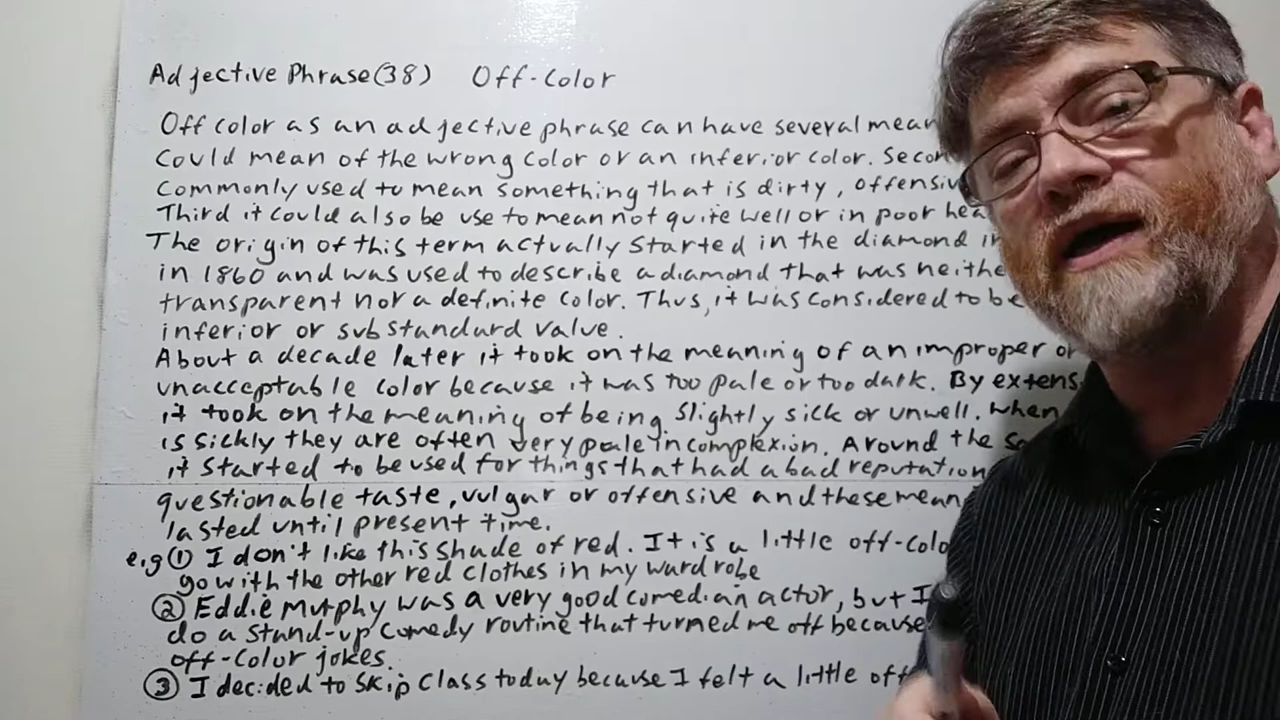 Adjective Phrase(38) Off-Color
Off color as an adjective phrase can have several
Could mean of the wrong color or an inferior color.
Commonly used to mean something that is dirty,
Third it could also be use to mean not quite well or in poor
The origin of this term actually started in the diamond
in 1860 and was used to describe a diamond that was
transparent nor a definite color. Thus, it was considered to be
inferior or substandard value.
About a decade later it took on the meaning of an improper or
unacceptable color because it was too pale or too dark. By
it took on the meaning of being slightly sick or unwell. When
is sickly they are often very pale in complexion. Around the
it started to be used for things that had a bad reputation
questionable taste, vulgar or offensive and these
lasted until present time.
e.g ① I don't like this shade of red. It is a little
go with the other red clothes in my wardrobe
② Eddie Murphy was a very good comedian actor, but I
do a stand-up comedy routine that turned me off because
off-color jokes.
③ I decided to skip class today because I felt a little off